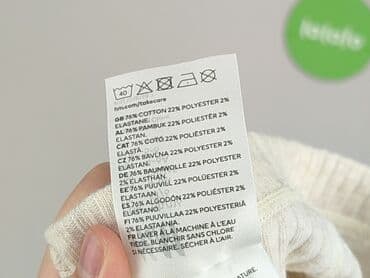 lololo
40
hm.com/takecare
GB 76% COTTON 22% POLYESTER 2%
ELASTANE.
AL 76% PAMBUK 22% POLIESTER 2%
ELASTAN.
CAT 76% COTÓ 22% POLIÈSTER 2%
ELASTÀ.
CZ 76% BAVLNA 22% POLYESTER 2%
ELASTAN.
DE 76% BAUMWOLLE 22% POLYESTER
2% ELASTHAN.
EE 76% PUUVILL 22% POLÜESTER 2%
ELASTAAN.
ES 76% ALGODÓN 22% POLIÉSTER 2%
ELASTANO.
FI 76% PUUVILLAA 22% POLYESTERIÄ
2% ELASTAANIA.
FR LAVER À LA MACHINE À L'EAU
TIÈDE. BLANCHIR SANS CHLORE
SI NÉCESSAIRE. SÉCHER À L'AIR.